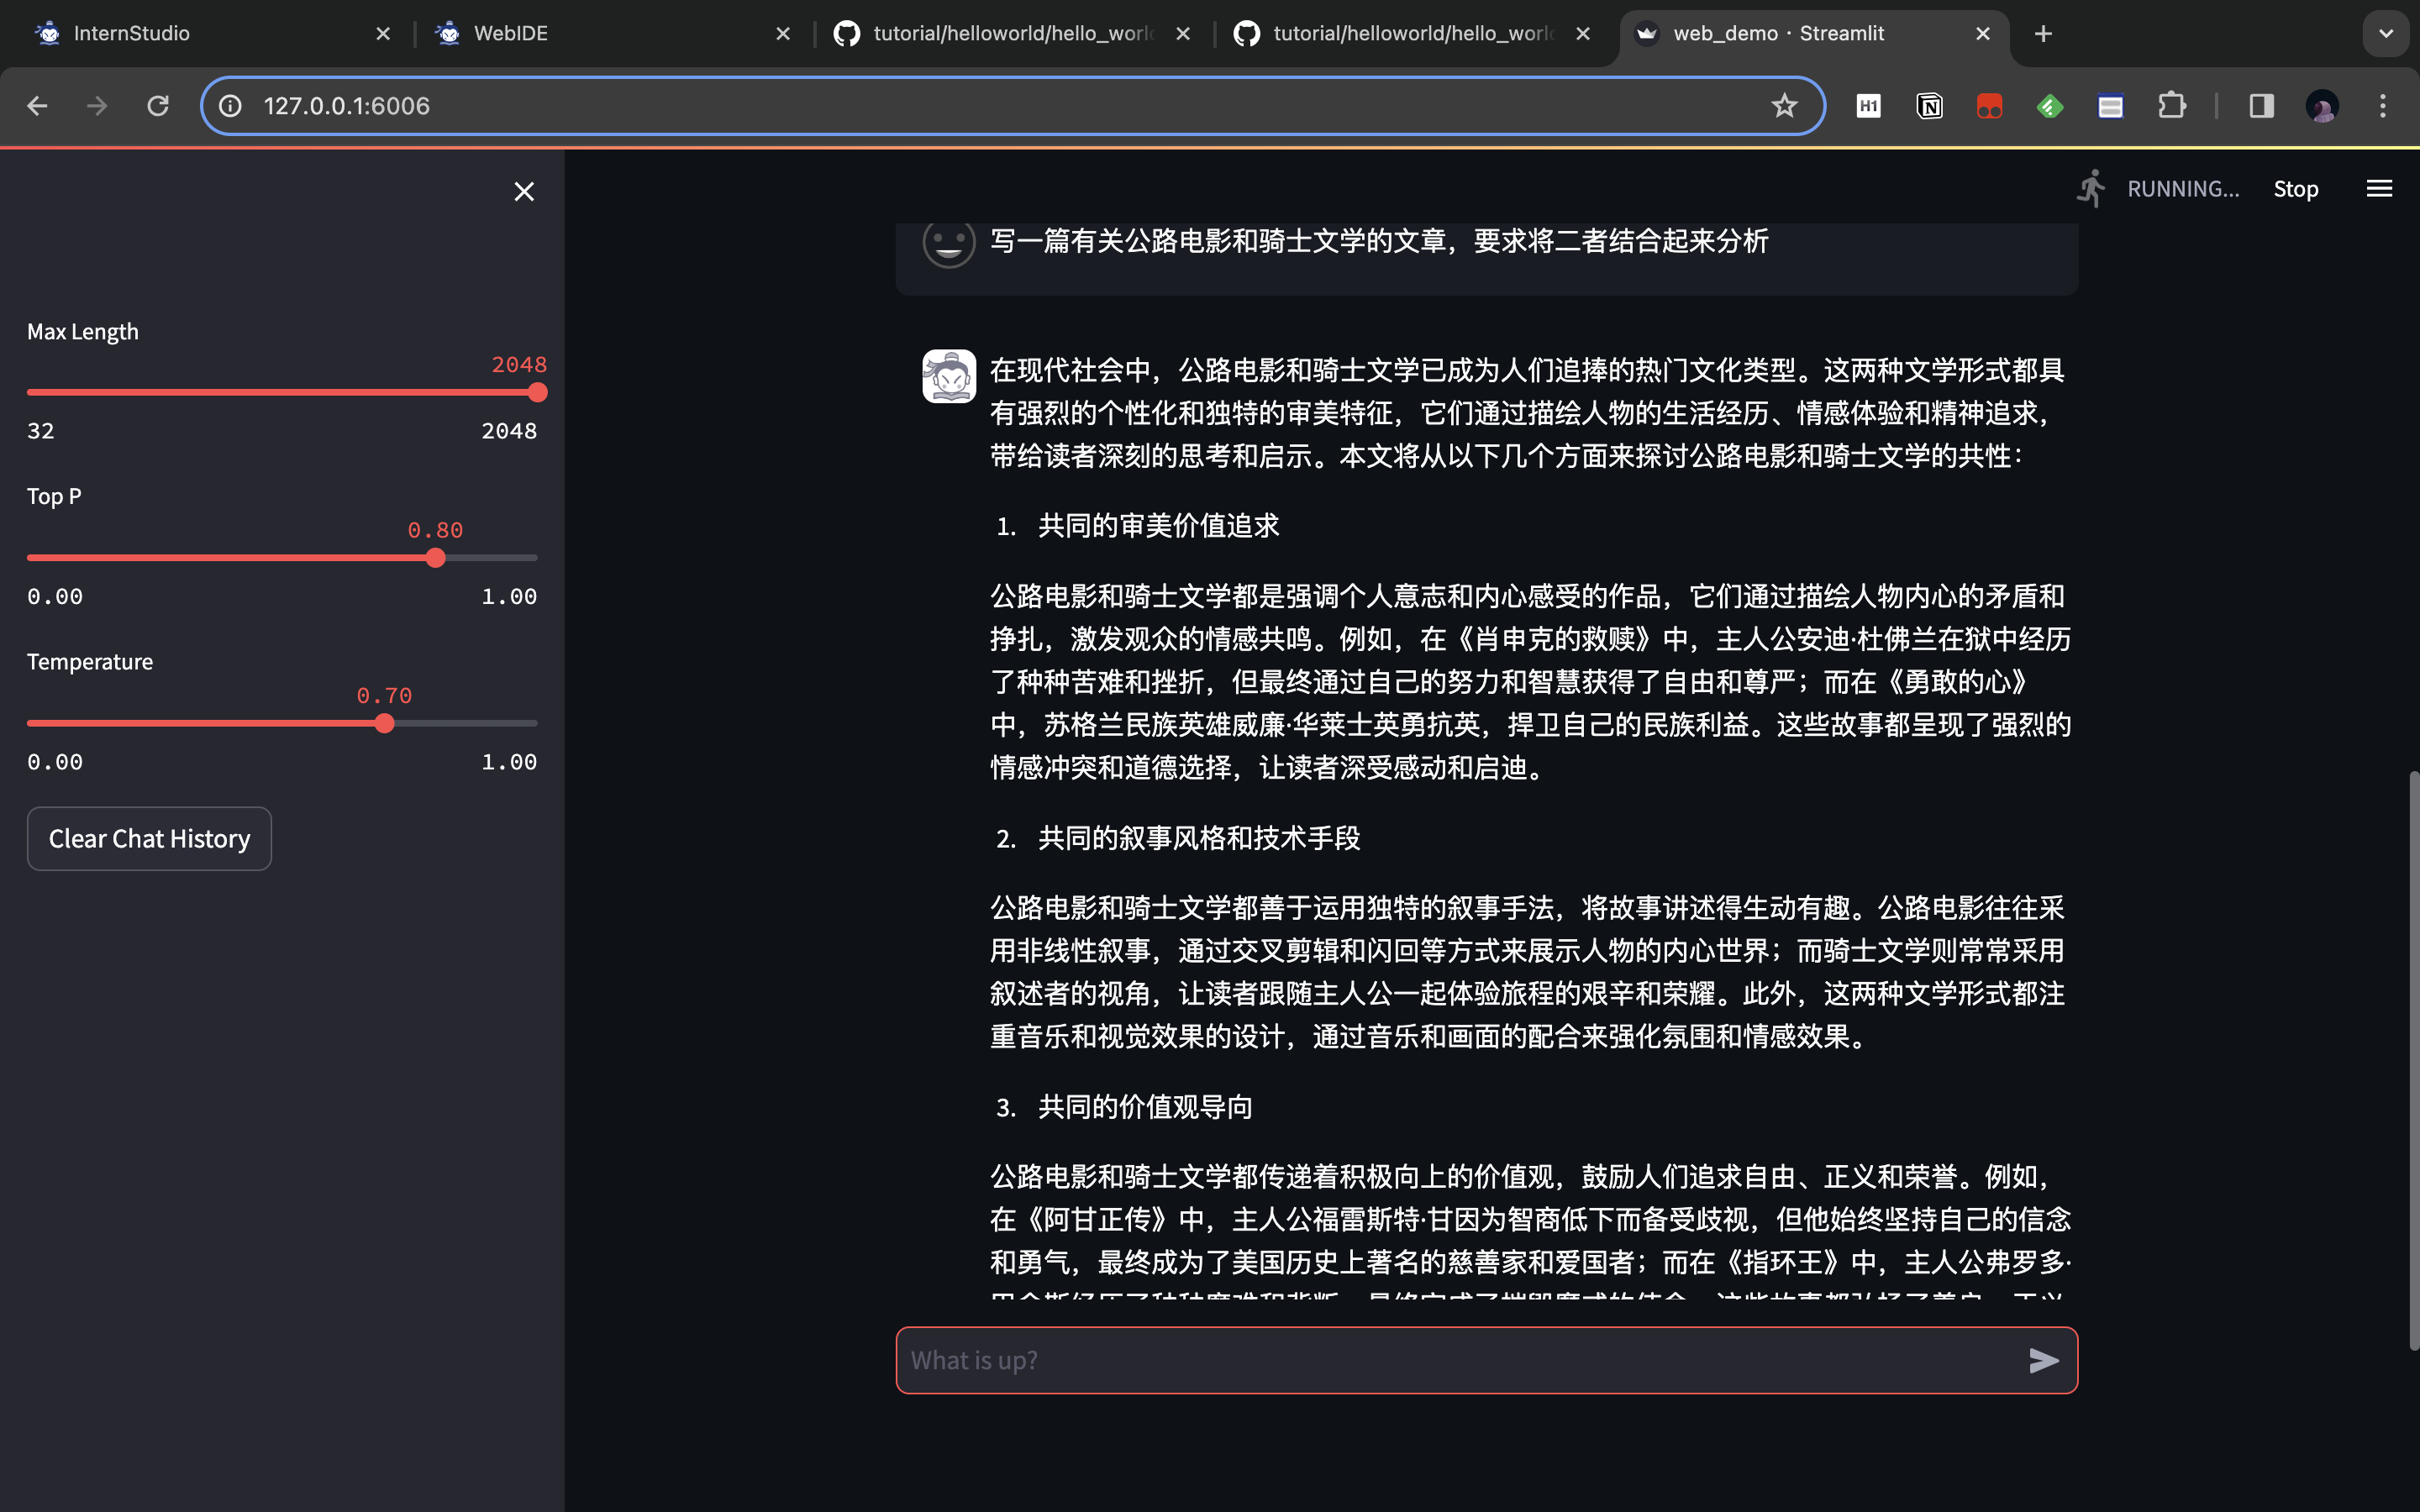 InternStudio
WebIDE
tutorial/helloworld/hello_worl
tutorial/helloworld/hello_worl
web_demo · Streamlit
127.0.0.1:6006
H1
RUNNING...
Stop
Max Length
2048
32
2048
Top P
0.80
0.00
1.00
Temperature
0.70
0.00
1.00
Clear Chat History
写一篇有关公路电影和骑士文学的文章，要求将二者结合起来分析
在现代社会中，公路电影和骑士文学已成为人们追捧的热门文化类型。这两种文学形式都具
有强烈的个性化和独特的审美特征，它们通过描绘人物的生活经历、情感体验和精神追求，
带给读者深刻的思考和启示。本文将从以下几个方面来探讨公路电影和骑士文学的共性：
1. 共同的审美价值追求
公路电影和骑士文学都是强调个人意志和内心感受的作品，它们通过描绘人物内心的矛盾和
挣扎，激发观众的情感共鸣。例如，在《肖申克的救赎》中，主人公安迪·杜佛兰在狱中经历
了种种苦难和挫折，但最终通过自己的努力和智慧获得了自由和尊严；而在《勇敢的心》
中，苏格兰民族英雄威廉·华莱士英勇抗英，捍卫自己的民族利益。这些故事都呈现了强烈的
情感冲突和道德选择，让读者深受感动和启迪。
2. 共同的叙事风格和技术手段
公路电影和骑士文学都善于运用独特的叙事手法，将故事讲述得生动有趣。公路电影往往采
用非线性叙事，通过交叉剪辑和闪回等方式来展示人物的内心世界；而骑士文学则常常采用
叙述者的视角，让读者跟随主人公一起体验旅程的艰辛和荣耀。此外，这两种文学形式都注
重音乐和视觉效果的设计，通过音乐和画面的配合来强化氛围和情感效果。
3. 共同的价值观导向
公路电影和骑士文学都传递着积极向上的价值观，鼓励人们追求自由、正义和荣誉。例如，
在《阿甘正传》中，主人公福雷斯特·甘因为智商低下而备受歧视，但他始终坚持自己的信念
和勇气，最终成为了美国历史上著名的慈善家和爱国者；而在《指环王》中，主人公弗罗多·
What is up?